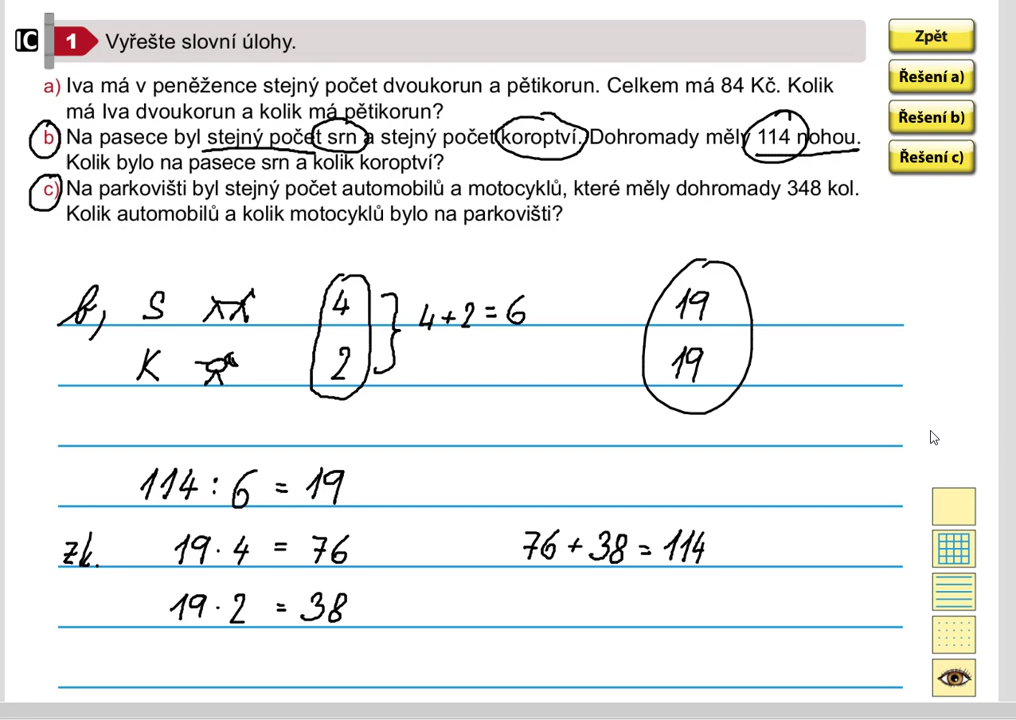 1 Vyřešte slovní úlohy.
Zpět
Řešení a)
Řešení b)
Řešení c)
a) Iva má v peněžence stejný počet dvoukorun a pětikorun. Celkem má 84 Kč. Kolik
má Iva dvoukorun a kolik má pětikorun?
b) Na pasece byl stejný počet srn a stejný počet koroptví. Dohromady měly 114 nohou.
Kolik bylo na pasece srn a kolik koroptví?
c) Na parkovišti byl stejný počet automobilů a motocyklů, které měly dohromady 348 kol.
Kolik automobilů a kolik motocyklů bylo na parkovišti?
b, S 4 } 4+2=6 19
K 2 19
114 : 6 = 19
zk. 19 · 4 = 76 76+38=114
19 · 2 = 38